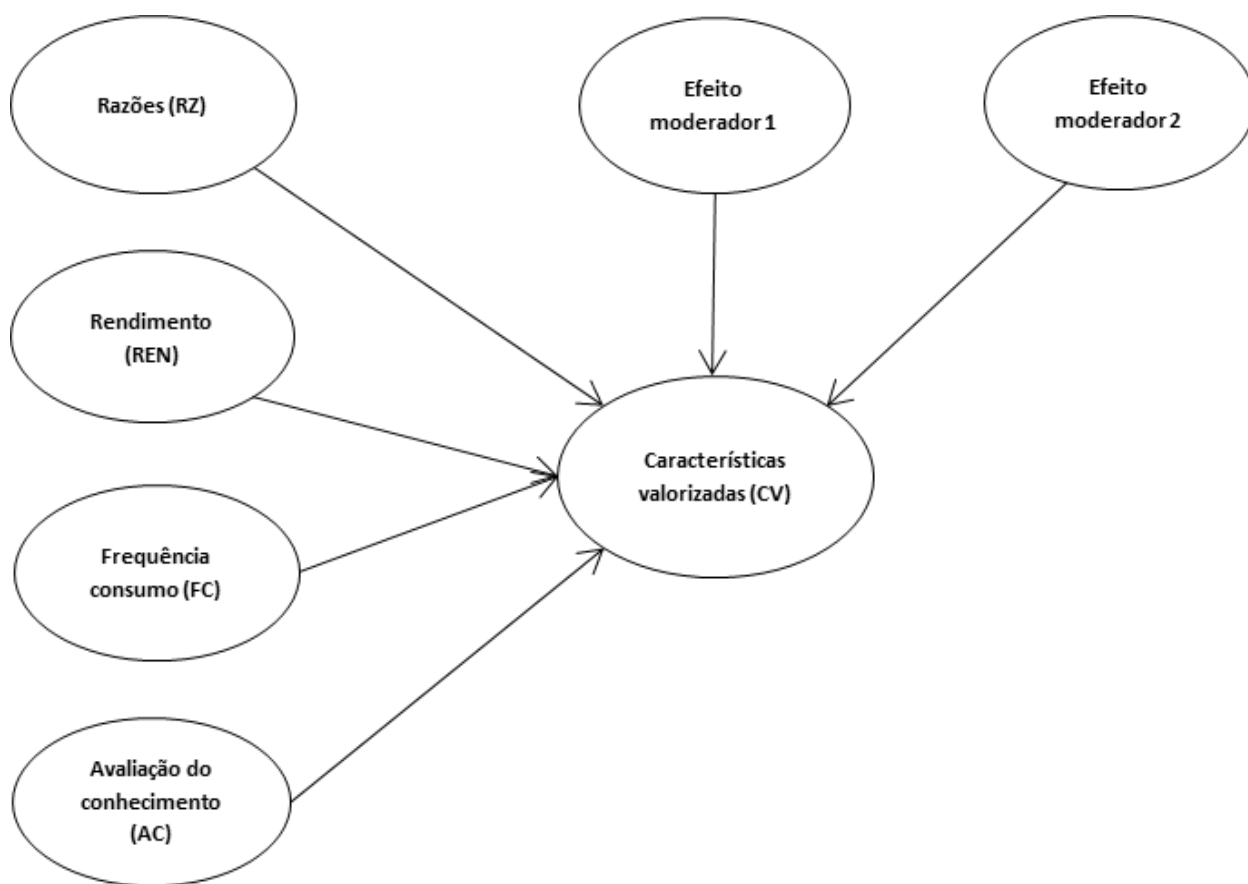 Razões (RZ)
Efeito
moderador 1
Efeito
moderador 2
Rendimento
(REN)
Características
valorizadas (CV)
Frequência
consumo (FC)
Avaliação do
conhecimento
(AC)